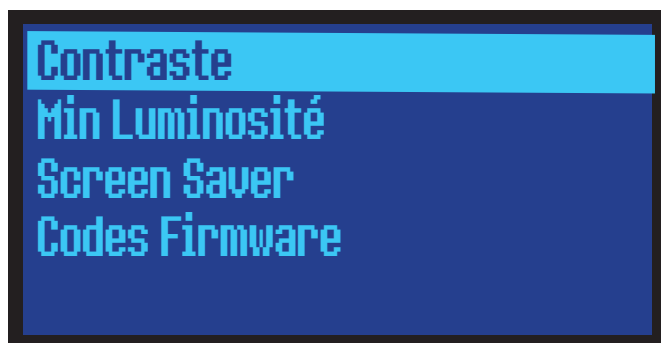 Contraste
Min Luminosité
Screen Saver
Codes Firmware